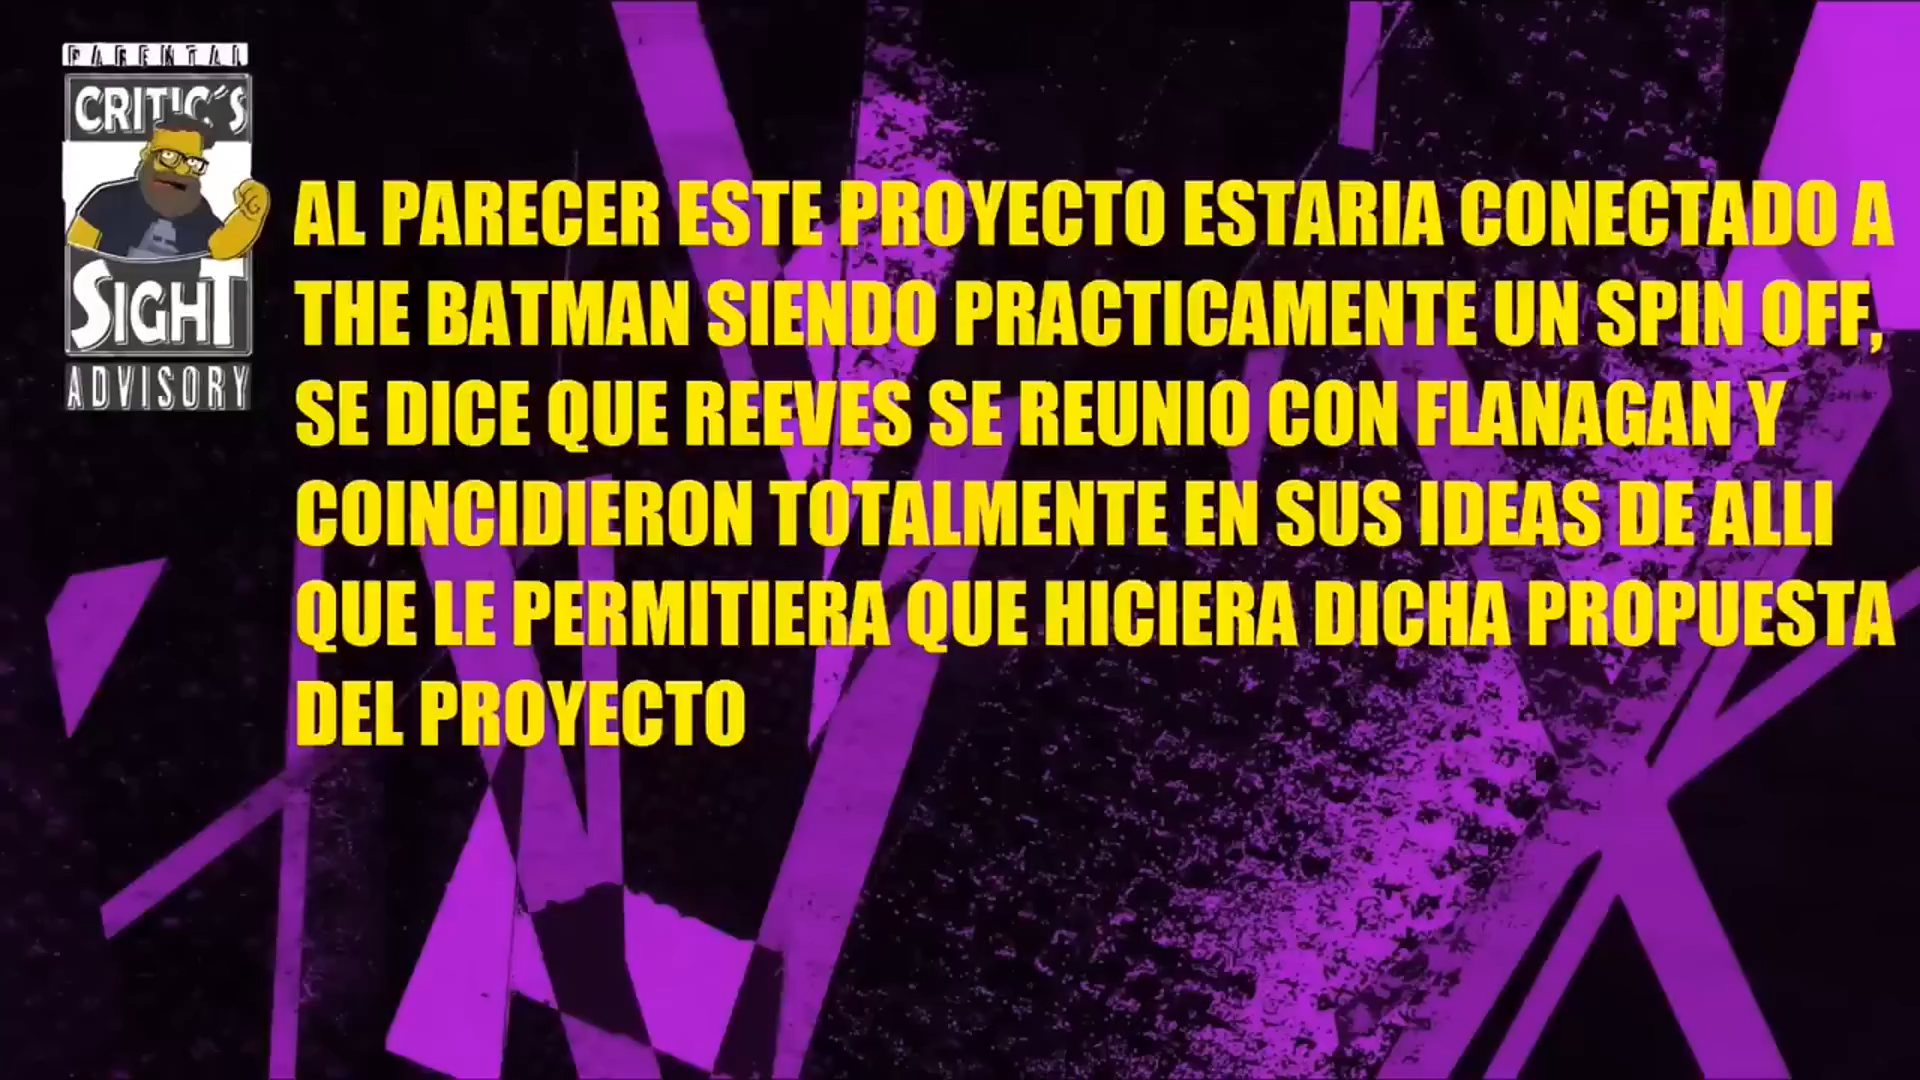 PARENTAL
CRITIC´S
SIGHT
ADVISORY
AL PARECER ESTE PROYECTO ESTARIA CONECTADO A
THE BATMAN SIENDO PRACTICAMENTE UN SPIN OFF,
SE DICE QUE REEVES SE REUNIO CON FLANAGAN Y
COINCIDIERON TOTALMENTE EN SUS IDEAS DE ALLI
QUE LE PERMITIERA QUE HICIERA DICHA PROPUESTA
DEL PROYECTO